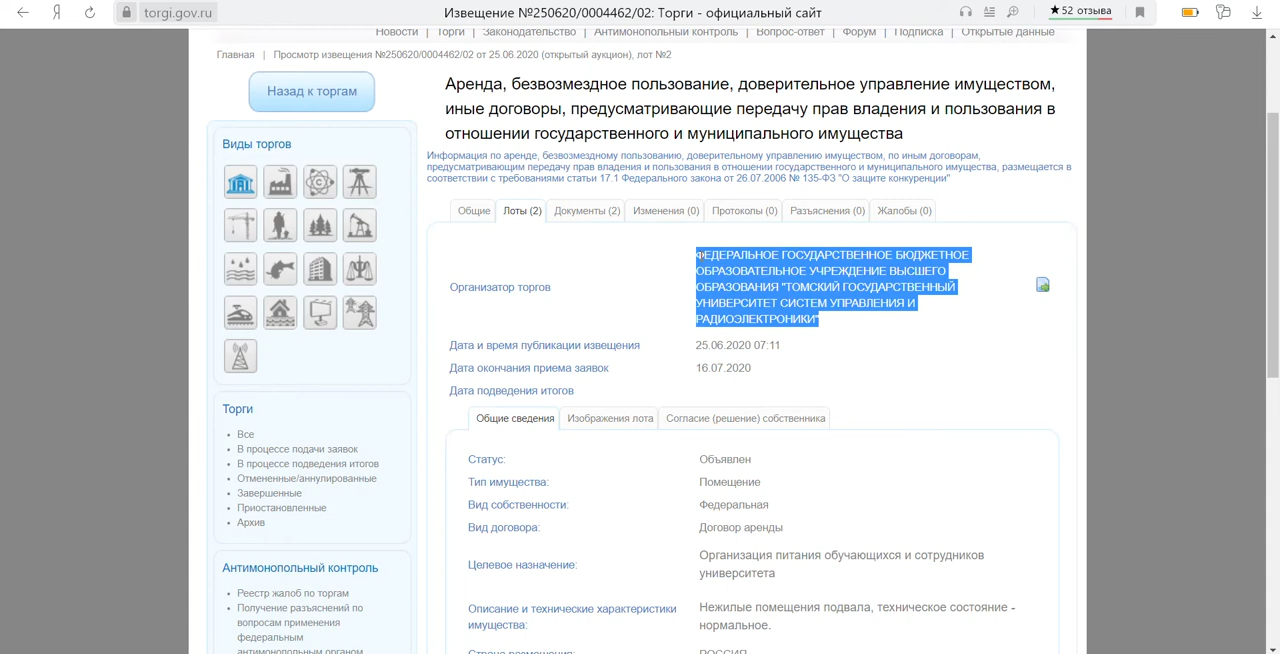 torgi.gov.ru
Извещение №250620/0004462/02: Торги - официальный сайт
★52 отзыва
Новости | Торги | Законодательство | Антимонопольный контроль | Вопрос-ответ | Форум | Подписка | Открытые данные
Главная | Просмотр извещения №250620/0004462/02 от 25.06.2020 (открытый аукцион), лот №2
Назад к торгам
Аренда, безвозмездное пользование, доверительное управление имуществом,
иные договоры, предусматривающие передачу прав владения и пользования в
отношении государственного и муниципального имущества
Информация по аренде, безвозмездному пользованию, доверительному управлению имуществом, по иным договорам,
предусматривающим передачу прав владения и пользования в отношении государственного и муниципального имущества, размещается в
соответствии с требованиями статьи 17.1 Федерального закона от 26.07.2006 № 135-ФЗ "О защите конкуренции"
Виды торгов
Общие Лоты (2) Документы (2) Изменения (0) Протоколы (0) Разъяснения (0) Жалобы (0)
Организатор торгов
ФЕДЕРАЛЬНОЕ ГОСУДАРСТВЕННОЕ БЮДЖЕТНОЕ
ОБРАЗОВАТЕЛЬНОЕ УЧРЕЖДЕНИЕ ВЫСШЕГО
ОБРАЗОВАНИЯ "ТОМСКИЙ ГОСУДАРСТВЕННЫЙ
УНИВЕРСИТЕТ СИСТЕМ УПРАВЛЕНИЯ И
РАДИОЭЛЕКТРОНИКИ"
Дата и время публикации извещения 25.06.2020 07:11
Дата окончания приема заявок 16.07.2020
Дата подведения итогов
Торги
Все
В процессе подачи заявок
В процессе подведения итогов
Отмененные/аннулированные
Завершенные
Приостановленные
Архив
Общие сведения Изображения лота Согласие (решение) собственника
Статус: Объявлен
Тип имущества: Помещение
Вид собственности: Федеральная
Вид договора: Договор аренды
Целевое назначение: Организация питания обучающихся и сотрудников
университета
Описание и технические характеристики
имущества:
Нежилые помещения подвала, техническое состояние -
нормальное.
Страна размещения: РОССИЯ
Антимонопольный контроль
Реестр жалоб по торгам
Получение разъяснений по
вопросам применения
федеральным
антимонопольным органом